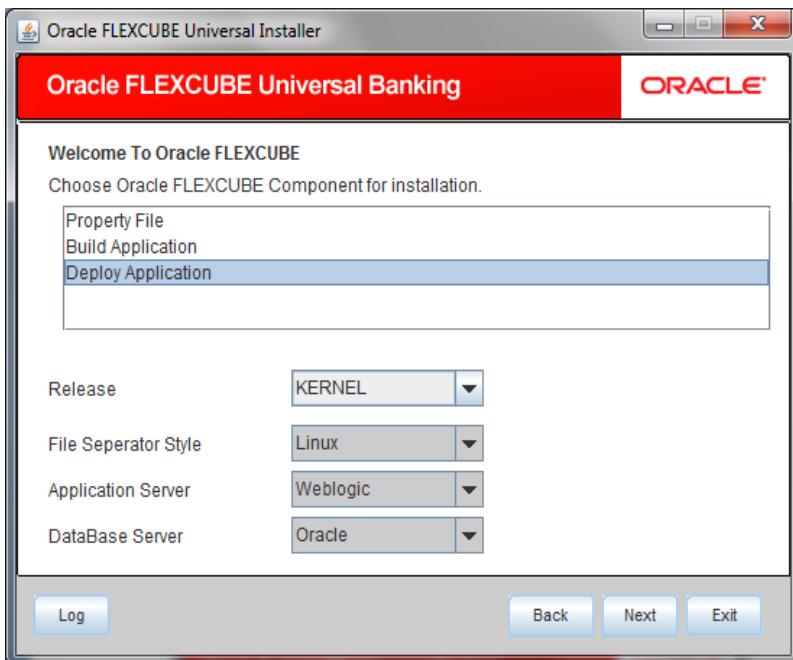 Oracle FLEXCUBE Universal Installer
Oracle FLEXCUBE Universal Banking
ORACLE
Welcome To Oracle FLEXCUBE
Choose Oracle FLEXCUBE Component for installation.
Property File
Build Application
Deploy Application
Release KERNEL
File Seperator Style Linux
Application Server Weblogic
DataBase Server Oracle
Log Back Next Exit